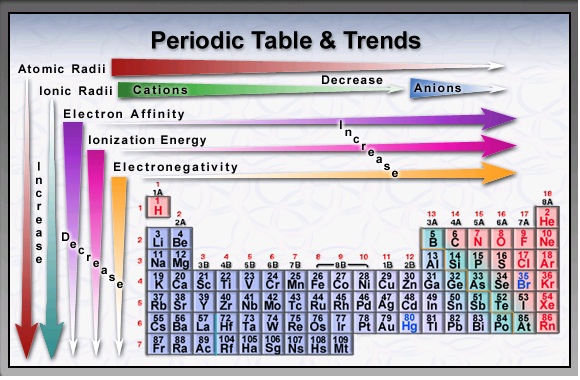 Periodic Table & Trends
Atomic Radii
Ionic Radii
Cations
Decrease
Anions
Electron Affinity
Ionization Energy
Electronegativity
Increase
Increase
Decrease
1 18
1A 8A
1 H 2 He
2 13 14 15 16 17
2A 3A 4A 5A 6A 7A
2 3 Li 4 Be 5 B 6 C 7 N 8 O 9 F 10 Ne
3 4 5 6 7 8 9 10 11 12
3B 4B 5B 6B 7B 9B 1B 2B
3 11 Na 12 Mg 13 Al 14 Si 15 P 16 S 17 Cl 18 Ar
4 19 K 20 Ca 21 Sc 22 Ti 23 V 24 Cr 25 Mn 26 Fe 27 Co 28 Ni 29 Cu 30 Zn 31 Ga 32 Ge 33 As 34 Se 35 Br 36 Kr
5 37 Rb 38 Sr 39 Y 40 Zr 41 Nb 42 Mo 43 Tc 44 Ru 45 Rh 46 Pd 47 Ag 48 Cd 49 In 50 Sn 51 Sb 52 Te 53 I 54 Xe
6 55 Cs 56 Ba 57 La 72 Hf 73 Ta 74 W 75 Re 76 Os 77 Ir 78 Pt 79 Au 80 Hg 81 Tl 82 Pb 83 Bi 84 Po 85 At 86 Rn
7 87 Fr 88 Ra 89 Ac 104 Rf 105 Ha 106 Sg 107 Ns 108 Hs 109 Mt